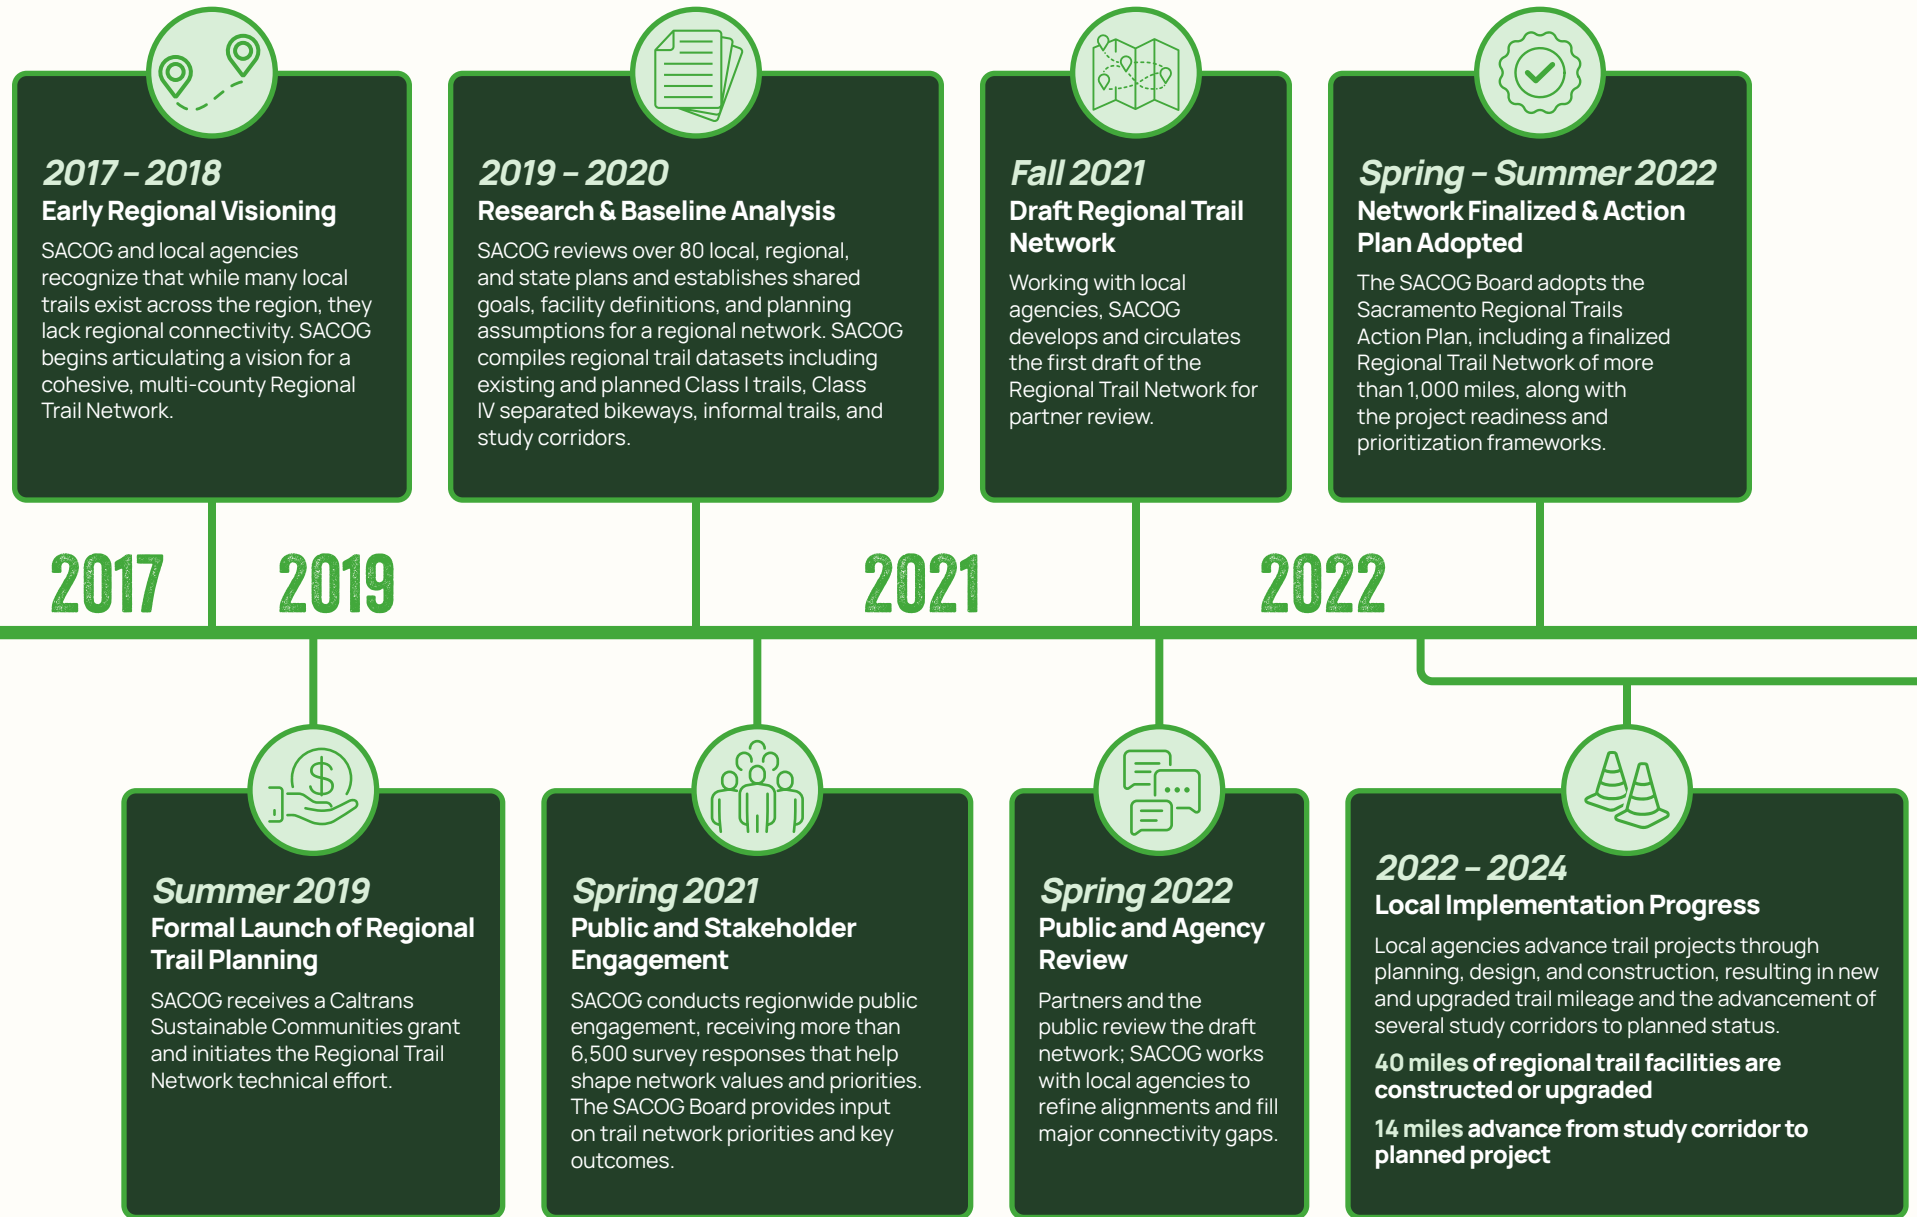 2017 – 2018
Early Regional Visioning
SACOG and local agencies
recognize that while many local
trails exist across the region, they
lack regional connectivity. SACOG
begins articulating a vision for a
cohesive, multi-county Regional
Trail Network.
2019 – 2020
Research & Baseline Analysis
SACOG reviews over 80 local, regional,
and state plans and establishes shared
goals, facility definitions, and planning
assumptions for a regional network. SACOG
compiles regional trail datasets including
existing and planned Class I trails, Class
IV separated bikeways, informal trails, and
study corridors.
Fall 2021
Draft Regional Trail
Network
Working with local
agencies, SACOG
develops and circulates
the first draft of the
Regional Trail Network for
partner review.
Spring – Summer 2022
Network Finalized & Action
Plan Adopted
The SACOG Board adopts the
Sacramento Regional Trails
Action Plan, including a finalized
Regional Trail Network of more
than 1,000 miles, along with
the project readiness and
prioritization frameworks.
2017
2019
2021
2022
Summer 2019
Formal Launch of Regional
Trail Planning
SACOG receives a Caltrans
Sustainable Communities grant
and initiates the Regional Trail
Network technical effort.
Spring 2021
Public and Stakeholder
Engagement
SACOG conducts regionwide public
engagement, receiving more than
6,500 survey responses that help
shape network values and priorities.
The SACOG Board provides input
on trail network priorities and key
outcomes.
Spring 2022
Public and Agency
Review
Partners and the
public review the draft
network; SACOG works
with local agencies to
refine alignments and fill
major connectivity gaps.
2022 – 2024
Local Implementation Progress
Local agencies advance trail projects through
planning, design, and construction, resulting in new
and upgraded trail mileage and the advancement of
several study corridors to planned status.
40 miles of regional trail facilities are
constructed or upgraded
14 miles advance from study corridor to
planned project